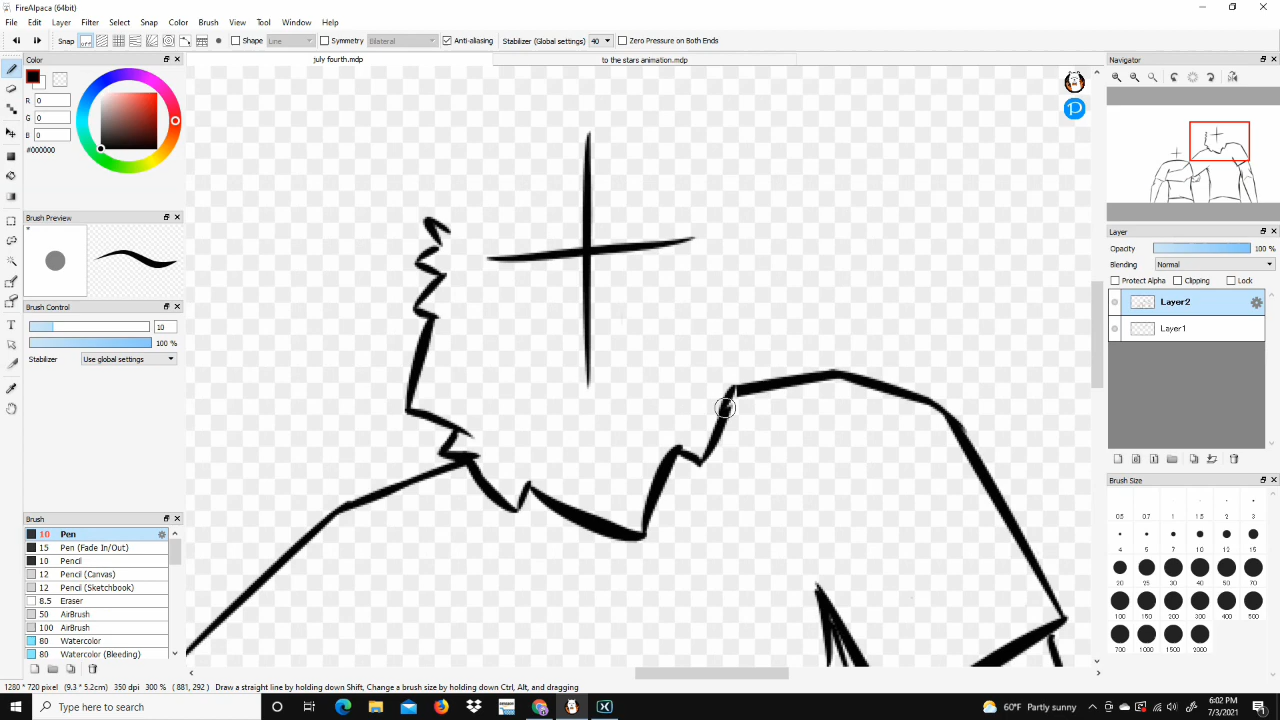 FireAlpaca (64bit)
File Edit Layer Filter Select Snap Color Brush View Tool Window Help
Snap Shape Line Symmetry Bilateral Anti-aliasing Stabilizer (Global settings) 40 Zero Pressure on Both Ends
Color
july fourth.mdp
to the stars animation.mdp
Navigator
R 0
G 0
B 0
#000000
Brush Preview
*
Brush Control
10
100 %
Stabilizer Use global settings
Brush
10 Pen
15 Pen (Fade In/Out)
10 Pencil
12 Pencil (Canvas)
12 Pencil (Sketchbook)
8.5 Eraser
50 AirBrush
100 AirBrush
80 Watercolor
80 Watercolor (Bleeding)
Layer
Opacity 100 %
Blending Normal
Protect Alpha Clipping Lock
Layer2
Layer1
Brush Size
0.5 0.7 1 1.5 2 3
4 5 7 10 12 15
20 25 30 40 50 70
100 150 200 300 400 500
700 1000 1500 2000
1280 * 720 pixel (9.3 * 5.2cm) 350 dpi 300 % ( 881, 292 ) Draw a straight line by holding down Shift, Change a brush size by holding down Ctrl, Alt, and dragging
Type here to search
60°F Partly sunny
6:02 PM
7/3/2021